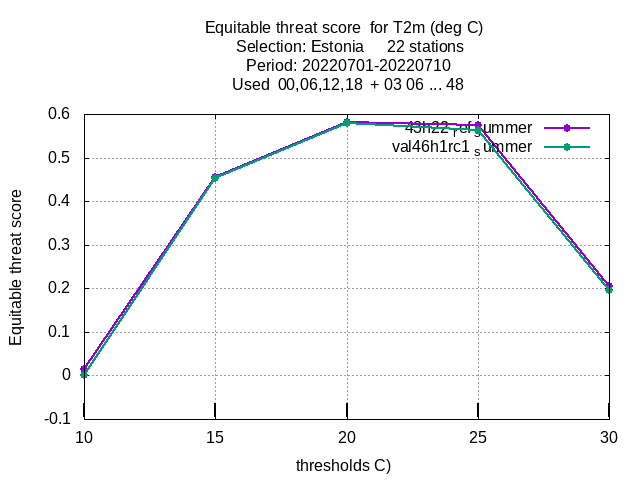 Equitable threat score for T2m (deg C)
Selection: Estonia 22 stations
Period: 20220701-20220710
Used 00,06,12,18 + 03 06 ... 48
43h22_ref_summer
val46h1rc1_summer
Equitable threat score
0.6
0.5
0.4
0.3
0.2
0.1
0
-0.1
10 15 20 25 30
thresholds C)